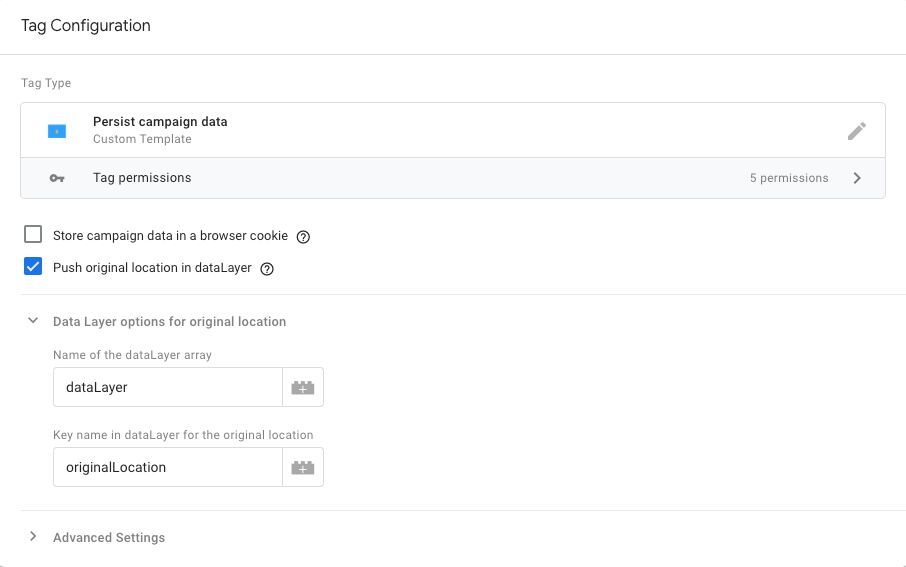 Tag Configuration
Tag Type
Persist campaign data
Custom Template
Tag permissions 5 permissions
Store campaign data in a browser cookie
Push original location in dataLayer
Data Layer options for original location
Name of the dataLayer array
dataLayer
Key name in dataLayer for the original location
originalLocation
Advanced Settings